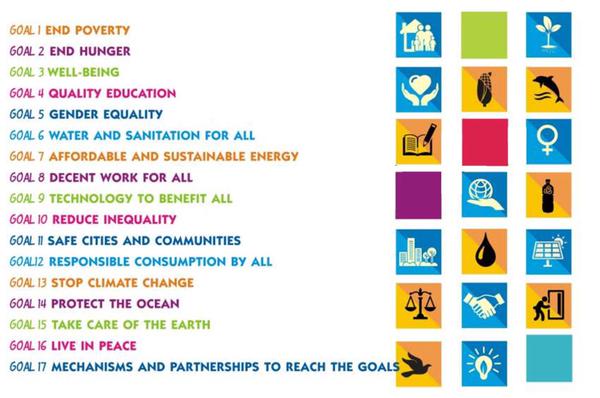 GOAL 1 END POVERTY
GOAL 2 END HUNGER
GOAL 3 WELL-BEING
GOAL 4 QUALITY EDUCATION
GOAL 5 GENDER EQUALITY
GOAL 6 WATER AND SANITATION FOR ALL
GOAL 7 AFFORDABLE AND SUSTAINABLE ENERGY
GOAL 8 DECENT WORK FOR ALL
GOAL 9 TECHNOLOGY TO BENEFIT ALL
GOAL 10 REDUCE INEQUALITY
GOAL 11 SAFE CITIES AND COMMUNITIES
GOAL12 RESPONSIBLE CONSUMPTION BY ALL
GOAL 13 STOP CLIMATE CHANGE
GOAL 14 PROTECT THE OCEAN
GOAL 15 TAKE CARE OF THE EARTH
GOAL 16 LIVE IN PEACE
GOAL 17 MECHANISMS AND PARTNERSHIPS TO REACH THE GOALS